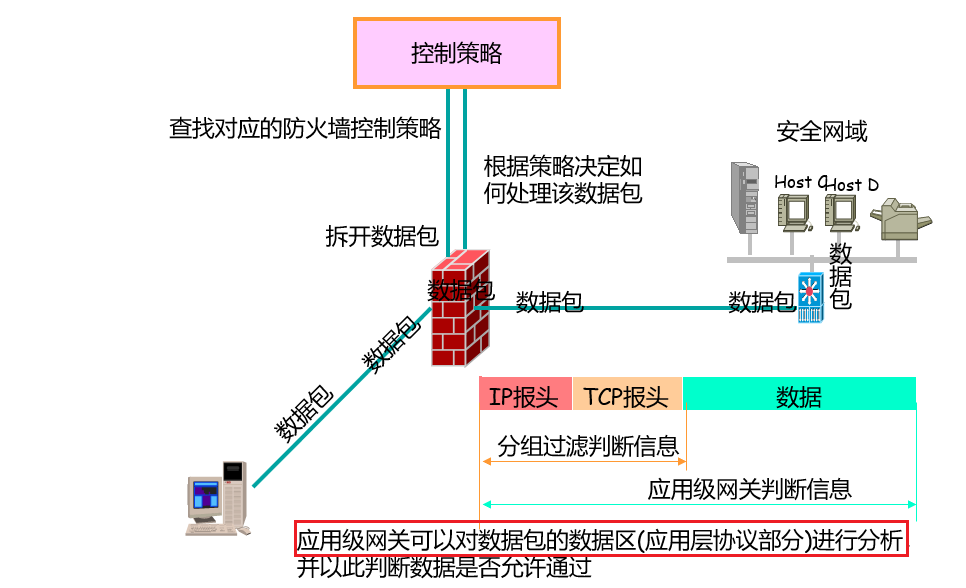 控制策略
查找对应的防火墙控制策略
安全网域
根据策略决定如
何处理该数据包
Host C
Host D
拆开数据包
数据包
数据包
数据包
数据包
数据包
数据包
数据包
IP报头
TCP报头
数据
分组过滤判断信息
应用级网关判断信息
应用级网关可以对数据包的数据区(应用层协议部分)进行分析,
并以此判断数据是否允许通过